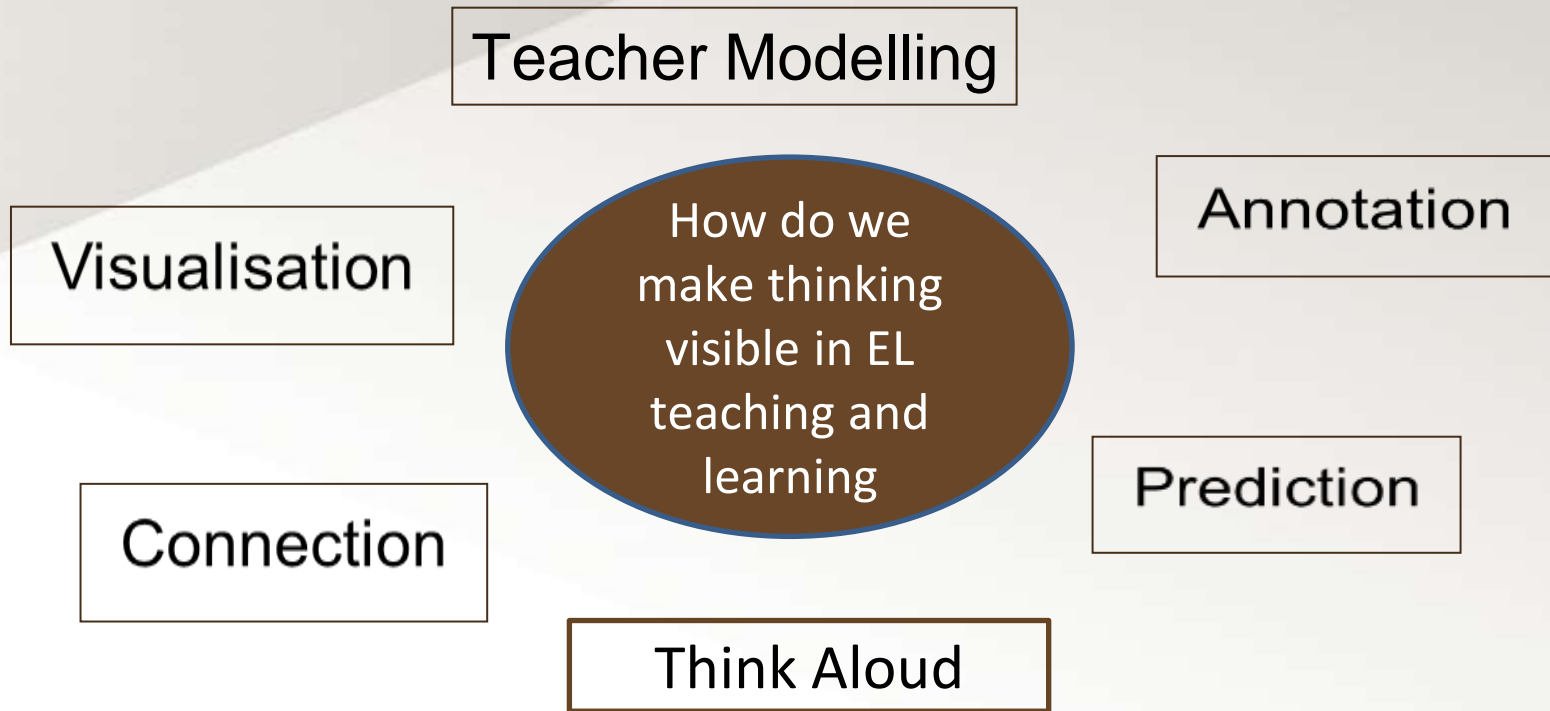 Teacher Modelling
Annotation
Visualisation
How do we
make thinking
visible in EL
teaching and
learning
Prediction
Connection
Think Aloud